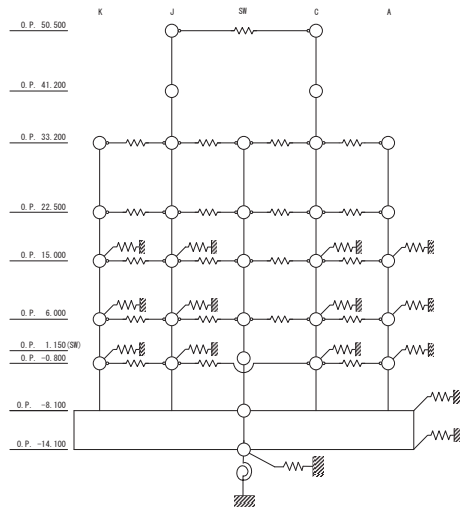 K J SW C A
O.P. 50.500
O.P. 41.200
O.P. 33.200
O.P. 22.500
O.P. 15.000
O.P. 6.000
O.P. 1.150(SW)
O.P. -0.800
O.P. -8.100
O.P. -14.100